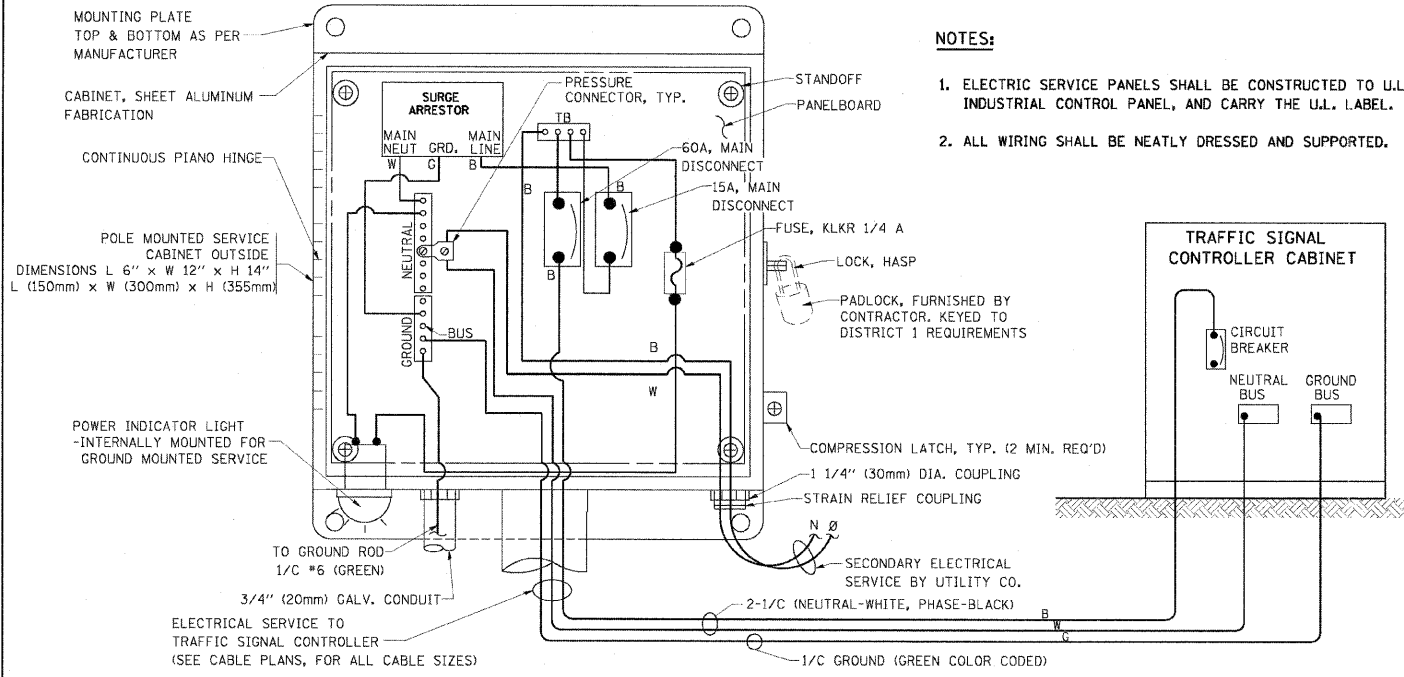 MOUNTING PLATE
TOP & BOTTOM AS PER
MANUFACTURER
CABINET, SHEET ALUMINUM
FABRICATION
CONTINUOUS PIANO HINGE
POLE MOUNTED SERVICE
CABINET OUTSIDE
DIMENSIONS L 6" x W 12" x H 14"
L (150mm) x W (300mm) x H (355mm)
POWER INDICATOR LIGHT
-INTERNALLY MOUNTED FOR
GROUND MOUNTED SERVICE
SURGE
ARRESTOR
MAIN
NEUT
GRD.
MAIN
LINE
W
G
B
PRESSURE
CONNECTOR, TYP.
TB
60A, MAIN
DISCONNECT
15A, MAIN
DISCONNECT
B
B
B
NEUTRAL
GROUND
BUS
B
W
STANDOFF
PANELBOARD
FUSE, KLKR 1/4 A
LOCK, HASP
PADLOCK, FURNISHED BY
CONTRACTOR. KEYED TO
DISTRICT 1 REQUIREMENTS
COMPRESSION LATCH, TYP. (2 MIN. REQ'D)
1 1/4" (30mm) DIA. COUPLING
STRAIN RELIEF COUPLING
N Ø
SECONDARY ELECTRICAL
SERVICE BY UTILITY CO.
TO GROUND ROD
1/C #6 (GREEN)
3/4" (20mm) GALV. CONDUIT
ELECTRICAL SERVICE TO
TRAFFIC SIGNAL CONTROLLER
(SEE CABLE PLANS, FOR ALL CABLE SIZES)
2-1/C (NEUTRAL-WHITE, PHASE-BLACK)
B
W
G
1/C GROUND (GREEN COLOR CODED)
NOTES:
1. ELECTRIC SERVICE PANELS SHALL BE CONSTRUCTED TO U.L
INDUSTRIAL CONTROL PANEL, AND CARRY THE U.L. LABEL.
2. ALL WIRING SHALL BE NEATLY DRESSED AND SUPPORTED.
TRAFFIC SIGNAL
CONTROLLER CABINET
CIRCUIT
BREAKER
NEUTRAL
BUS
GROUND
BUS